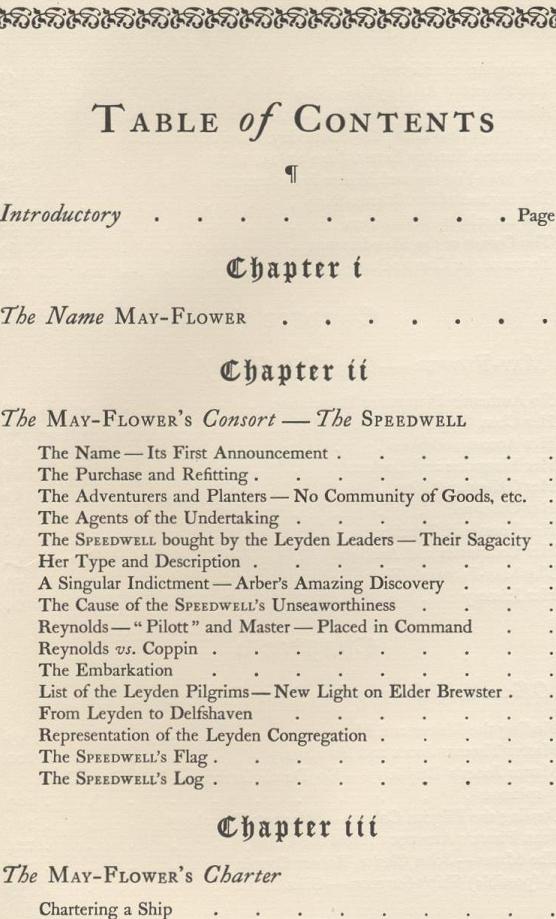 TABLE of CONTENTS
¶
Introductory . . . . . . . . . Page
Chapter i
The Name MAY-FLOWER . . . . . . .
Chapter ii
The MAY-FLOWER'S Consort — The SPEEDWELL
The Name — Its First Announcement . . . . . .
The Purchase and Refitting . . . . . . . .
The Adventurers and Planters — No Community of Goods, etc. .
The Agents of the Undertaking . . . . . . .
The SPEEDWELL bought by the Leyden Leaders — Their Sagacity .
Her Type and Description . . . . . . . .
A Singular Indictment — Arber's Amazing Discovery . . .
The Cause of the SPEEDWELL'S Unseaworthiness . . . .
Reynolds — "Pilott" and Master — Placed in Command . .
Reynolds vs. Coppin . . . . . . . . .
The Embarkation . . . . . . . . .
List of the Leyden Pilgrims — New Light on Elder Brewster . .
From Leyden to Delfshaven . . . . . . .
Representation of the Leyden Congregation . . . . .
The SPEEDWELL'S Flag . . . . . . . . .
The SPEEDWELL'S Log . . . . . . . . .
Chapter iii
The MAY-FLOWER'S Charter
Chartering a Ship . . . . . . . . .